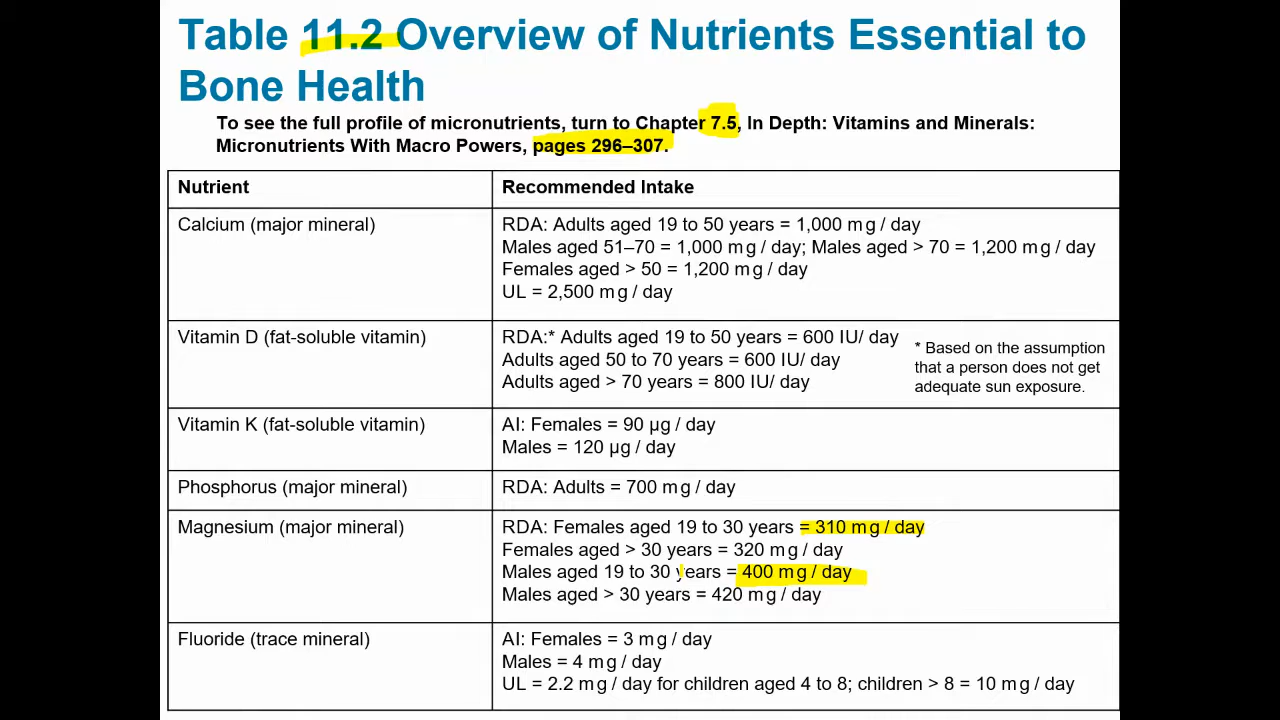 Table 11.2 Overview of Nutrients Essential to
Bone Health
To see the full profile of micronutrients, turn to Chapter 7.5, In Depth: Vitamins and Minerals:
Micronutrients With Macro Powers, pages 296–307.
Nutrient
Recommended Intake
Calcium (major mineral)
RDA: Adults aged 19 to 50 years = 1,000 mg / day
Males aged 51–70 = 1,000 mg / day; Males aged > 70 = 1,200 mg / day
Females aged > 50 = 1,200 mg / day
UL = 2,500 mg / day
Vitamin D (fat-soluble vitamin)
RDA:* Adults aged 19 to 50 years = 600 IU/ day
Adults aged 50 to 70 years = 600 IU/ day
Adults aged > 70 years = 800 IU/ day
* Based on the assumption
that a person does not get
adequate sun exposure.
Vitamin K (fat-soluble vitamin)
AI: Females = 90 μg / day
Males = 120 μg / day
Phosphorus (major mineral)
RDA: Adults = 700 mg / day
Magnesium (major mineral)
RDA: Females aged 19 to 30 years = 310 mg / day
Females aged > 30 years = 320 mg / day
Males aged 19 to 30 years = 400 mg / day
Males aged > 30 years = 420 mg / day
Fluoride (trace mineral)
AI: Females = 3 mg / day
Males = 4 mg / day
UL = 2.2 mg / day for children aged 4 to 8; children > 8 = 10 mg / day